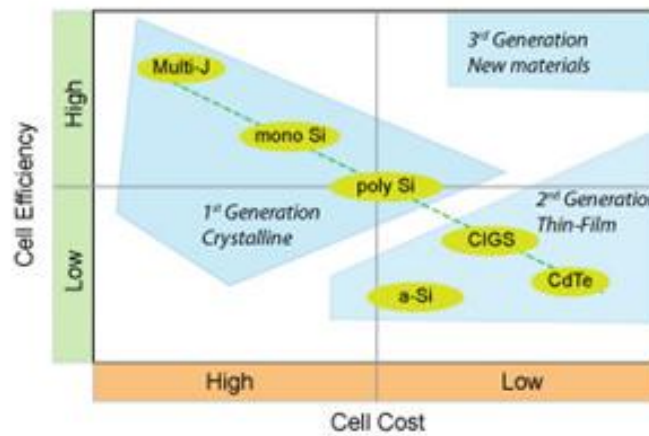 3rd Generation
New materials
Multi-J
mono Si
poly Si
1st Generation
Crystalline
2nd Generation
Thin-Film
CIGS
CdTe
a-Si
Cell Efficiency
High
Low
High
Low
Cell Cost